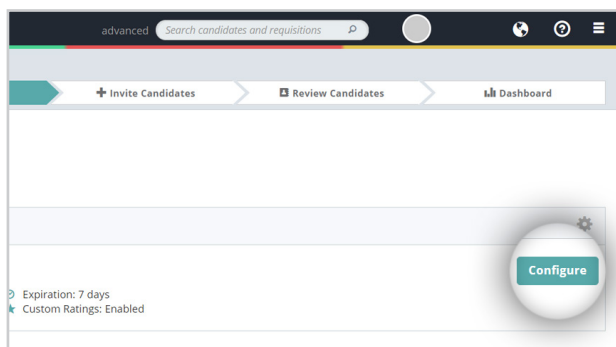 advanced Search candidates and requisitions
Invite Candidates Review Candidates Dashboard
Configure
Expiration: 7 days
Custom Ratings: Enabled